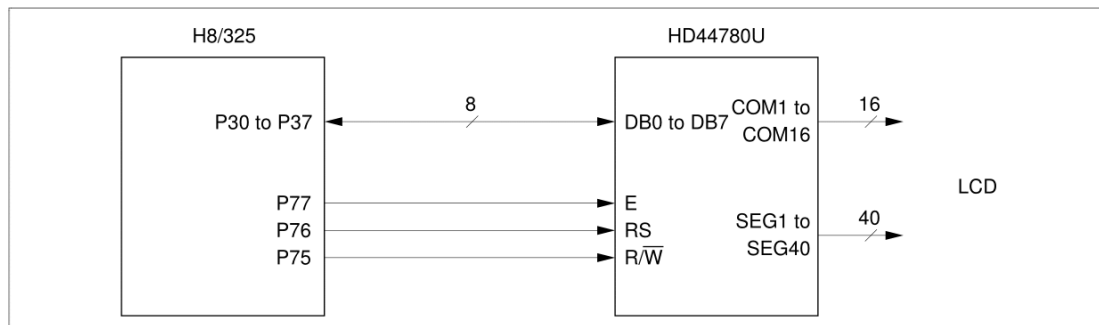 H8/325
HD44780U
P30 to P37
8
DB0 to DB7
COM1 to
COM16
16
LCD
P77
E
P76
RS
P75
R/W̅
SEG1 to
SEG40
40